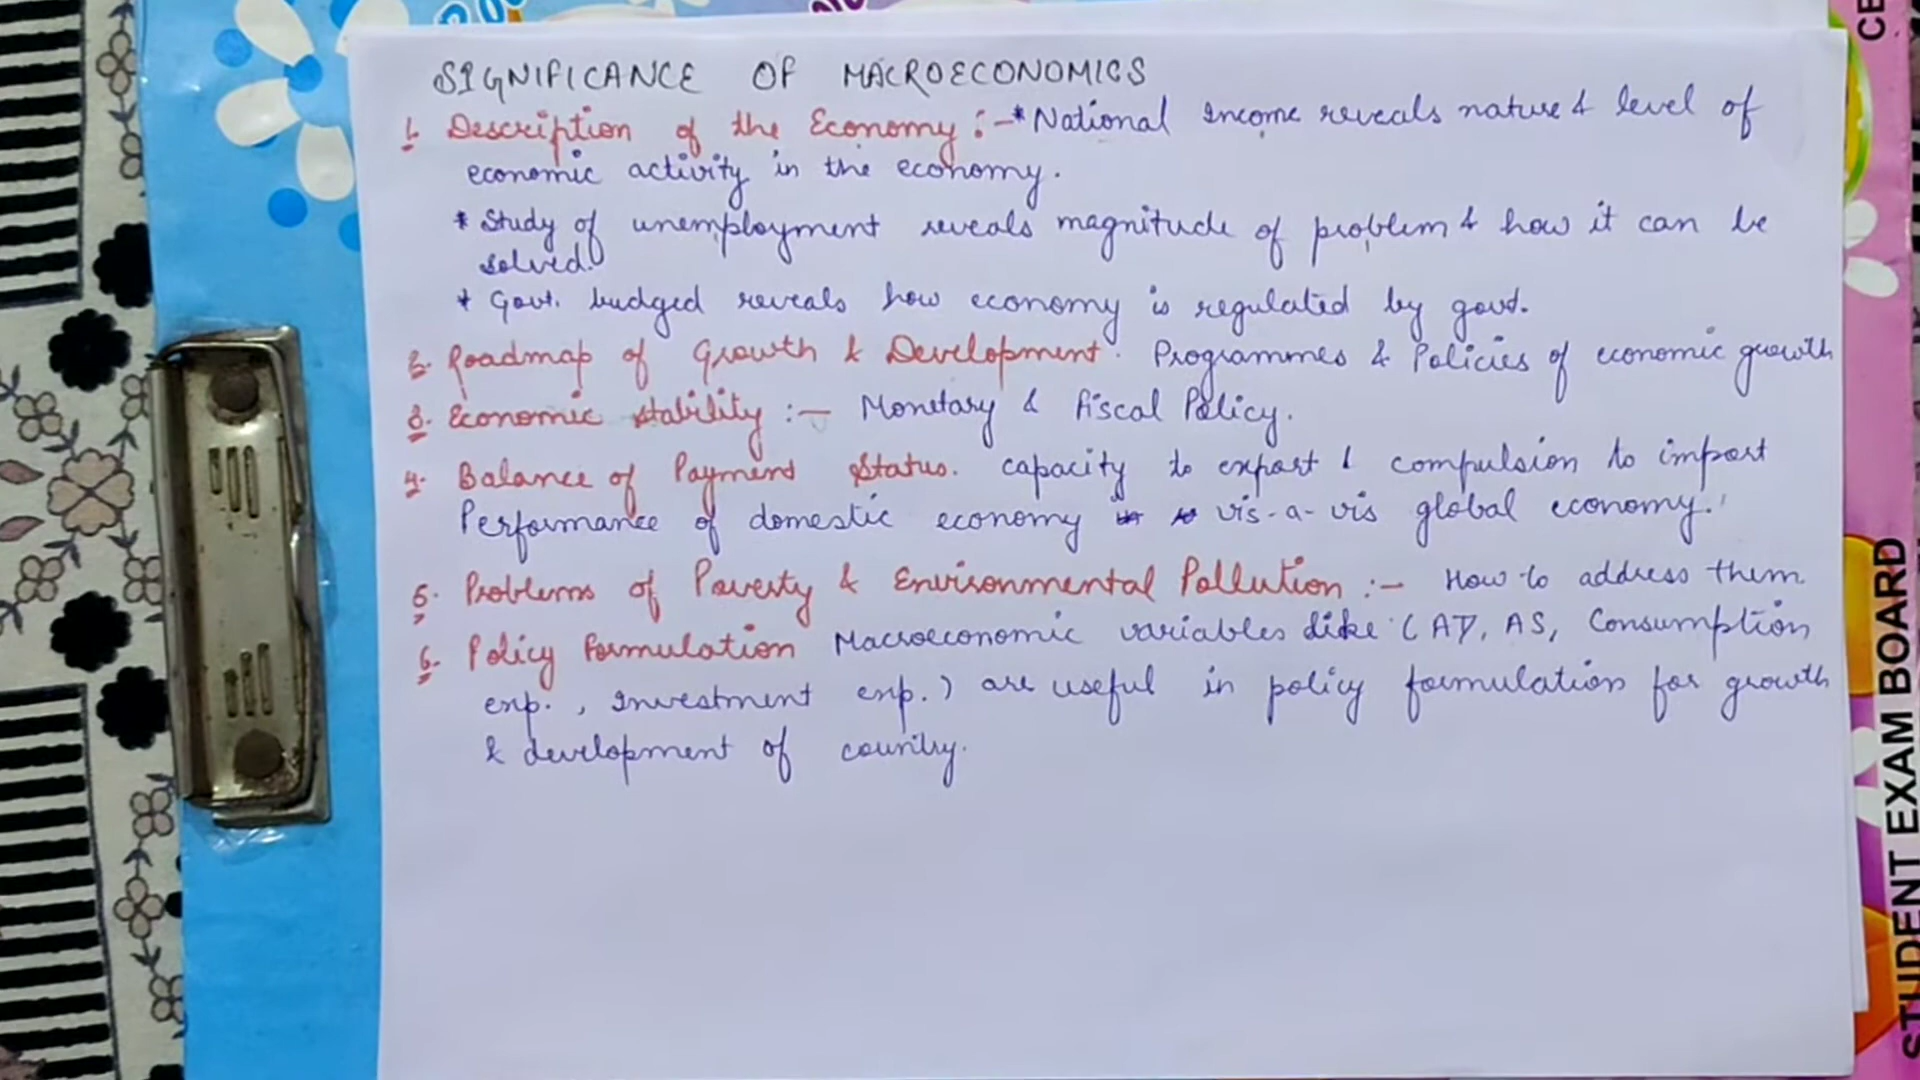 SIGNIFICANCE OF MACROECONOMICS
1. Description of the Economy :- * National Income reveals nature & level of
economic activity in the economy.
* Study of unemployment reveals magnitude of problem & how it can be
solved.
* Govt. budged reveals how economy is regulated by govt.
2. Roadmap of Growth & Development. Programmes & Policies of economic growth
3. Economic stability :- Monetary & Fiscal Policy.
4. Balance of Payment Status. capacity to export & compulsion to import
Performance of domestic economy vis-a-vis global economy.
5. Problems of Poverty & Environmental Pollution :- How to address them
6. Policy Formulation Macroeconomic variables like (AD, AS, Consumption
exp., Investment exp.) are useful in policy formulation for growth
& development of country.
STUDENT EXAM BOARD
CE